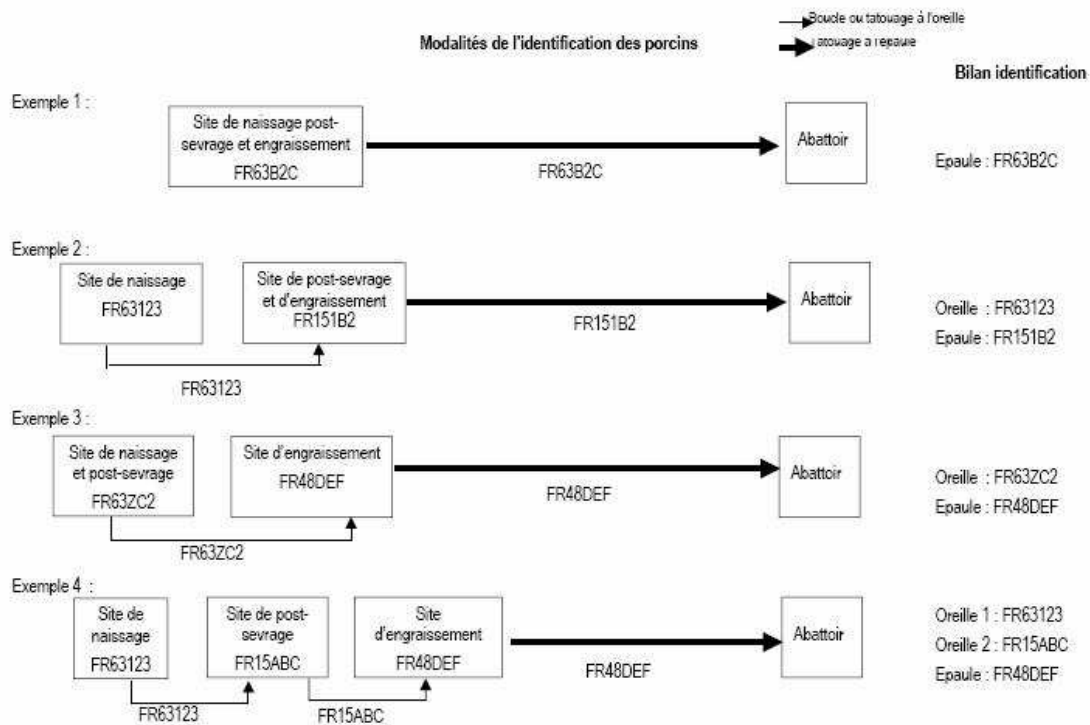 Boucle ou tatouage à l'oreille
Modalités de l'identification des porcins
Tatouage à l'épaule
Bilan identification
Exemple 1 :
Site de naissage post-
sevrage et engraissement
FR63B2C
FR63B2C
Abattoir
Epaule : FR63B2C
Exemple 2 :
Site de naissage
FR63123
Site de post-sevrage
et d'engraissement
FR151B2
FR151B2
Abattoir
Oreille : FR63123
Epaule : FR151B2
FR63123
Exemple 3 :
Site de naissage
et post-sevrage
FR63ZC2
Site d'engraissement
FR48DEF
FR48DEF
Abattoir
Oreille : FR63ZC2
Epaule : FR48DEF
FR63ZC2
Exemple 4 :
Site de
naissage
FR63123
Site de post-
sevrage
FR15ABC
Site
d'engraissement
FR48DEF
FR48DEF
Abattoir
Oreille 1 : FR63123
Oreille 2 : FR15ABC
Epaule : FR48DEF
FR63123
FR15ABC